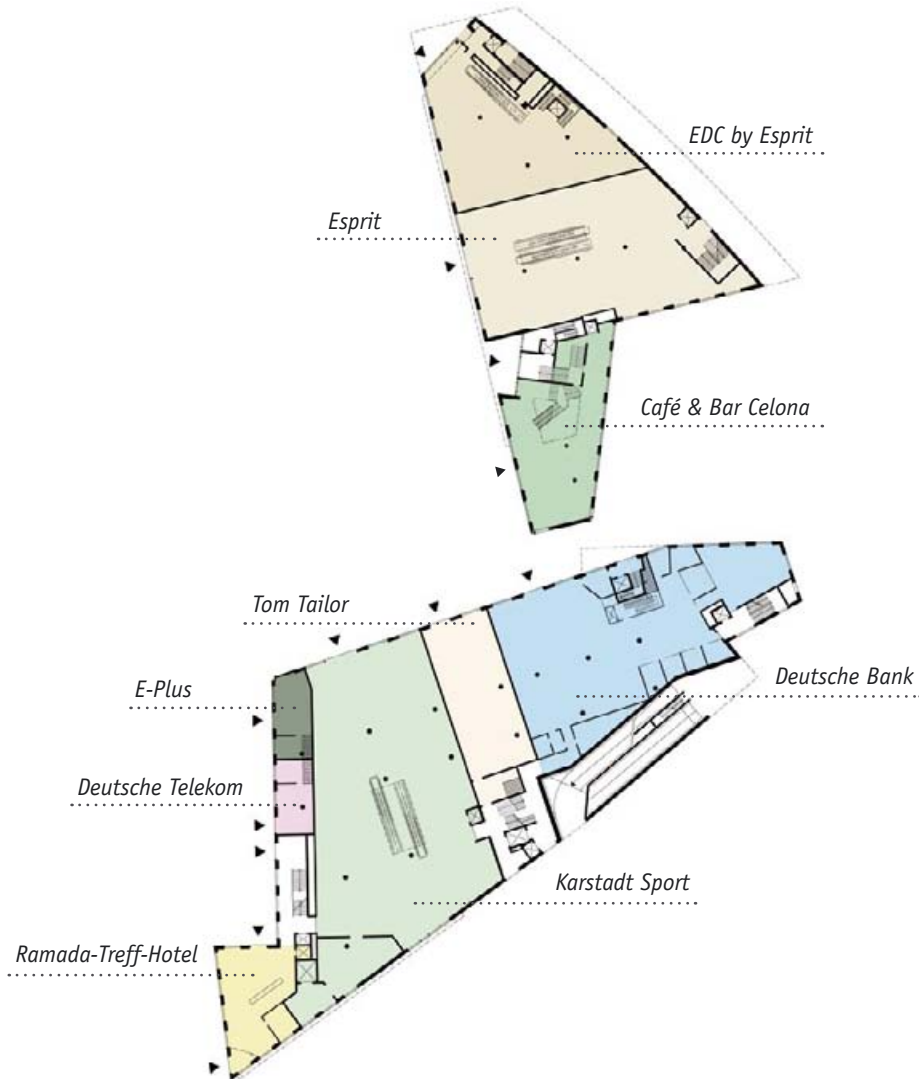 EDC by Esprit
Esprit
Café & Bar Celona
Tom Tailor
E-Plus
Deutsche Bank
Deutsche Telekom
Karstadt Sport
Ramada-Treff-Hotel